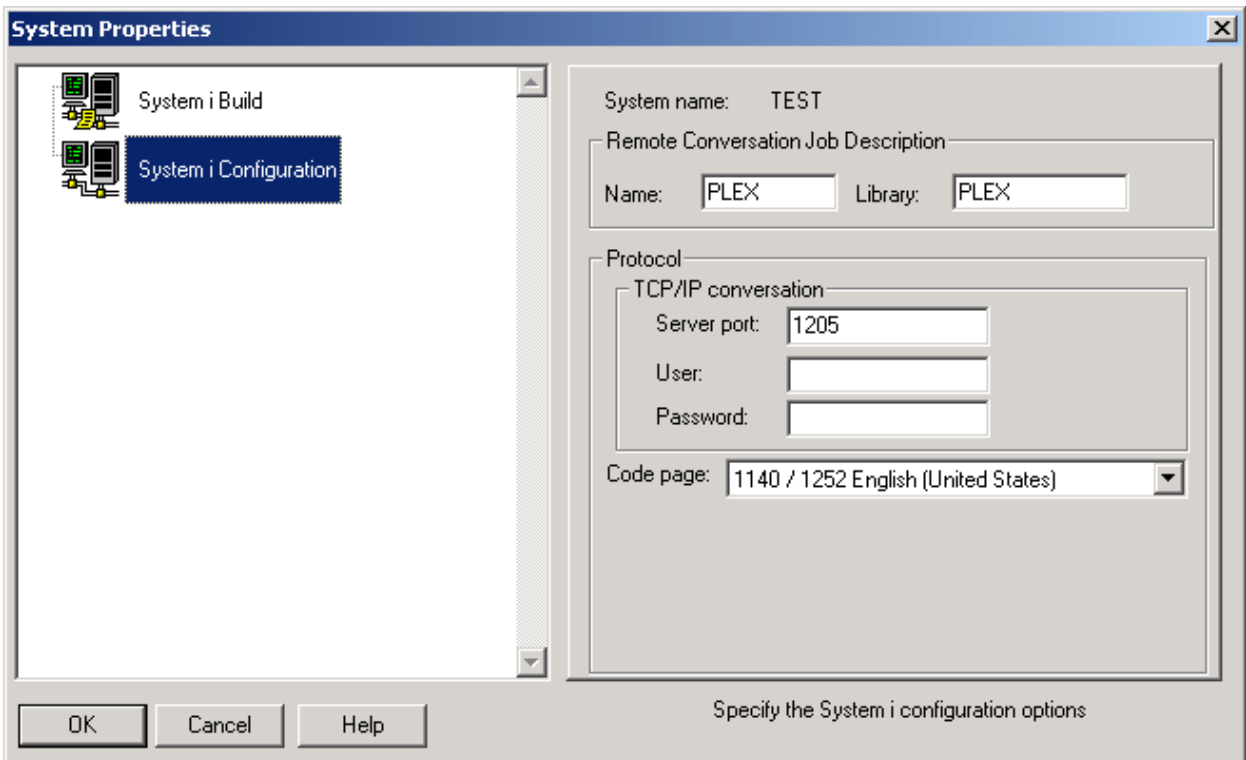 System Properties
System i Build
System i Configuration
System name: TEST
Remote Conversation Job Description
Name: PLEX Library: PLEX
Protocol
TCP/IP conversation
Server port: 1205
User:
Password:
Code page: 1140 / 1252 English (United States)
OK Cancel Help
Specify the System i configuration options